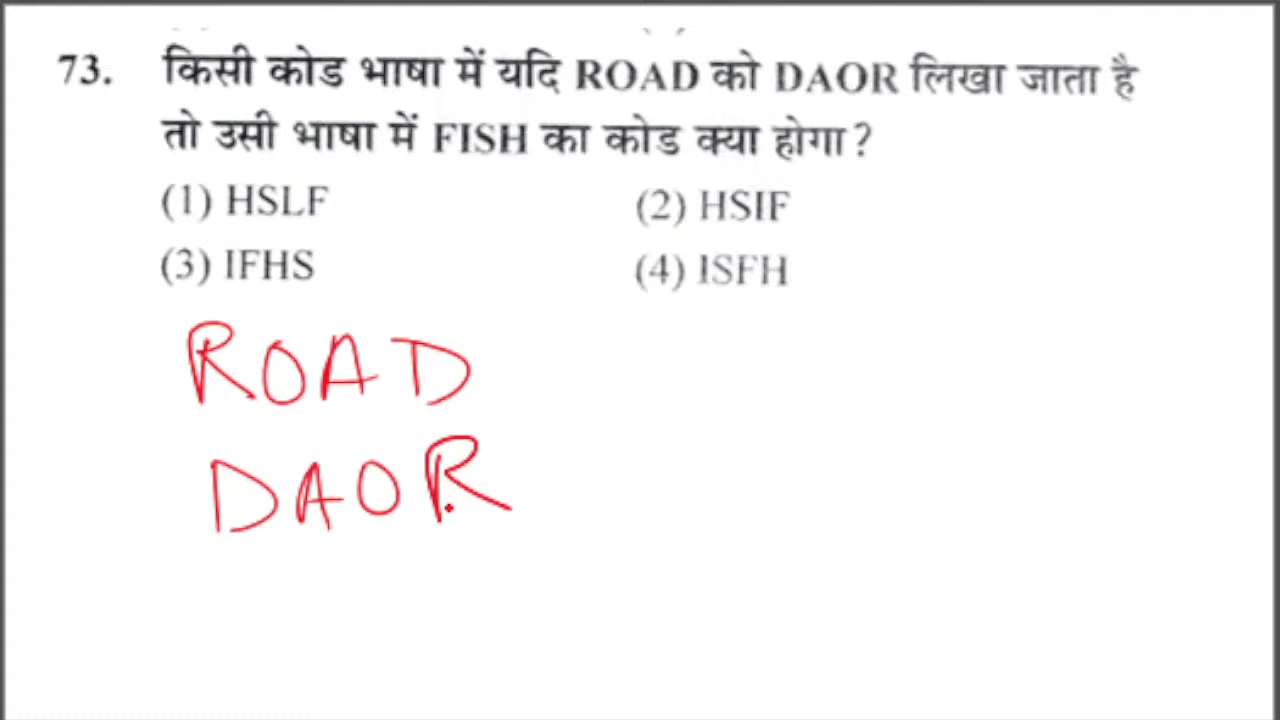 73. किसी कोड भाषा में यदि ROAD को DAOR लिखा जाता है
तो उसी भाषा में FISH का कोड क्या होगा?
(1) HSLF (2) HSIF
(3) IFHS (4) ISFH
ROAD
DAOR